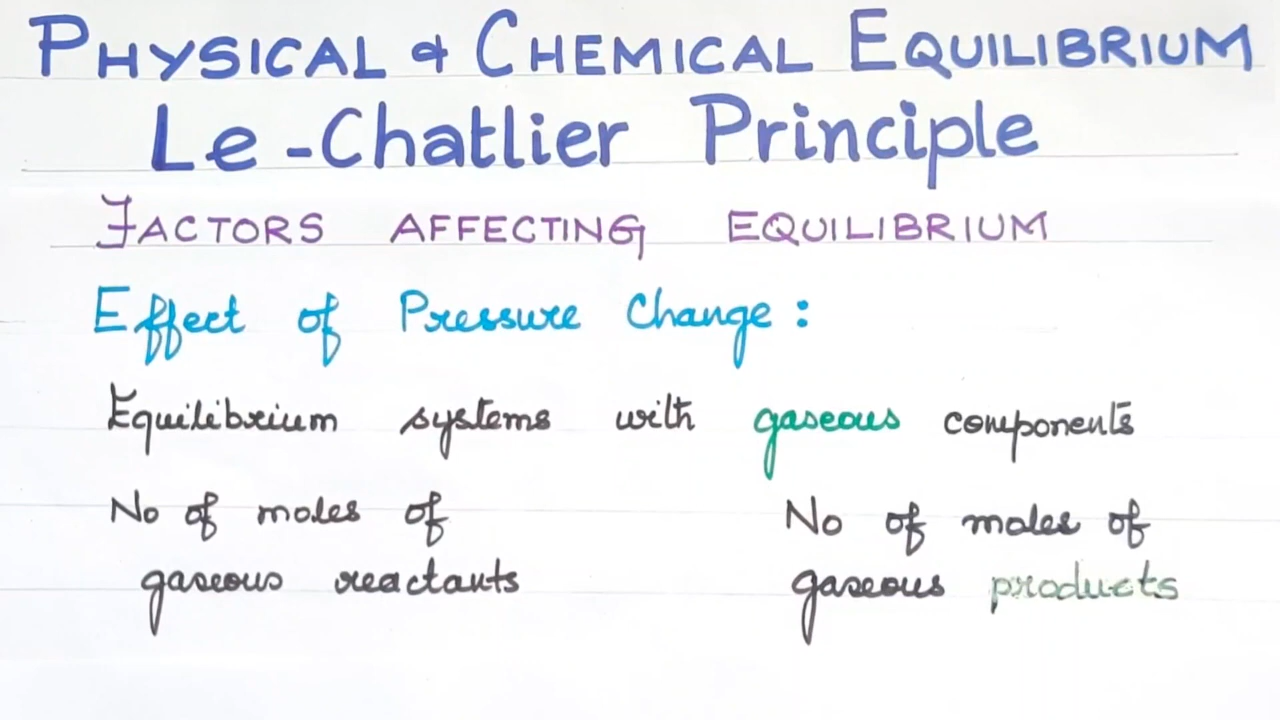 PHYSICAL & CHEMICAL EQUILIBRIUM
Le-Chatlier Principle
FACTORS AFFECTING EQUILIBRIUM
Effect of Pressure Change:
Equilibrium systems with gaseous components
No of moles of
gaseous reactants
No of moles of
gaseous products